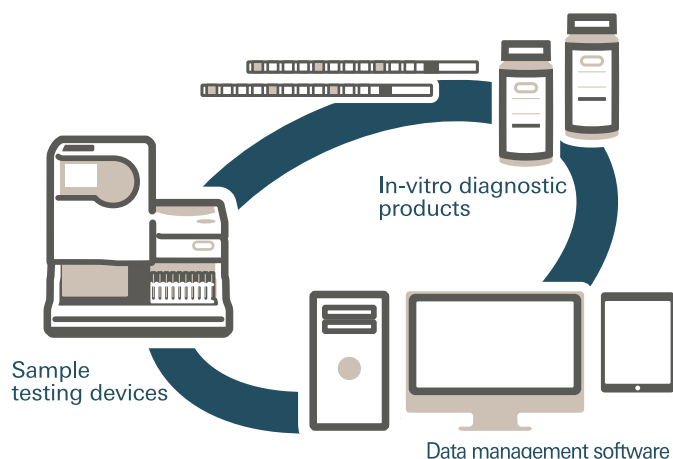 In-vitro diagnostic
products
Sample
testing devices
Data management software